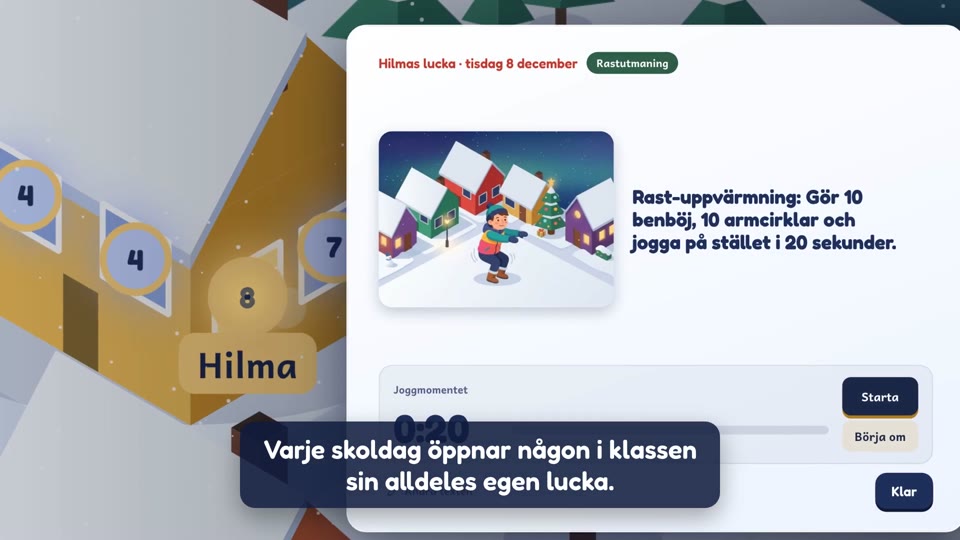 Hilmas lucka · tisdag 8 december
Rastutmaning
4
4
8
7
Hilma
Rast-uppvärmning: Gör 10
benböj, 10 armcirklar och
jogga på stället i 20 sekunder.
Joggmomentet
0:20
Starta
Börja om
Varje skoldag öppnar någon i klassen
sin alldeles egen lucka.
Klar